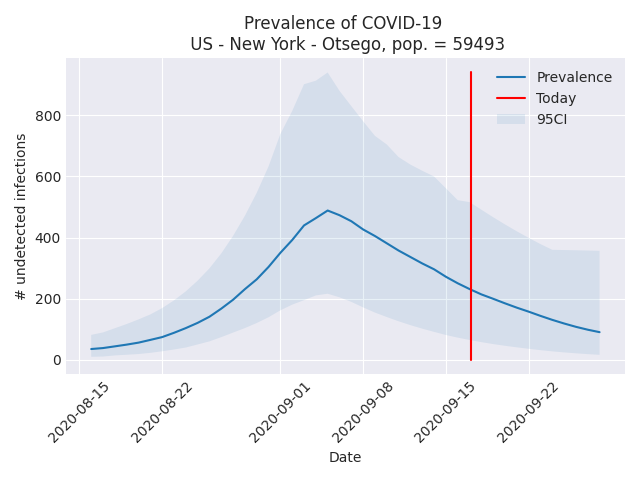 Prevalence of COVID-19
US - New York - Otsego, pop. = 59493
Prevalence
Today
95CI
# undetected infections
800
600
400
200
0
2020-08-15
2020-08-22
2020-09-01
2020-09-08
2020-09-15
2020-09-22
Date